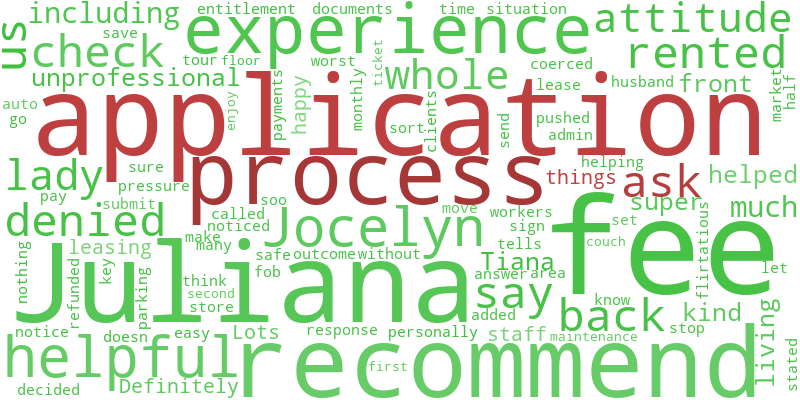 including
entitlement
documents
time
situation
attitude
us
save
experience
check
tour
floor
worst
ticket
coerced
rented
unprofessional
whole
lease
husband
front
auto
go
application
enjoy
payments
happy
monthly
sort
clients
send
pushed
admin
market
half
lady
sure
pressure
process
helping
things
ask
helped
pay
submit
soo
move
workers
super
much
denied
called
noticed
Jocelyn
sign
set
fee
flirtatious
leasing
make
many
safe
outcome
without
tells
Tiana
couch
nothing
refunded
key
parking
Juliana
fob
think
second
store
answer
area
say
know
let
notice
doesn
easy
Lots
response
personally
added
back
kind
staff
maintenance
stop
living
stated
helpful
decided
Definitely
first
recommend